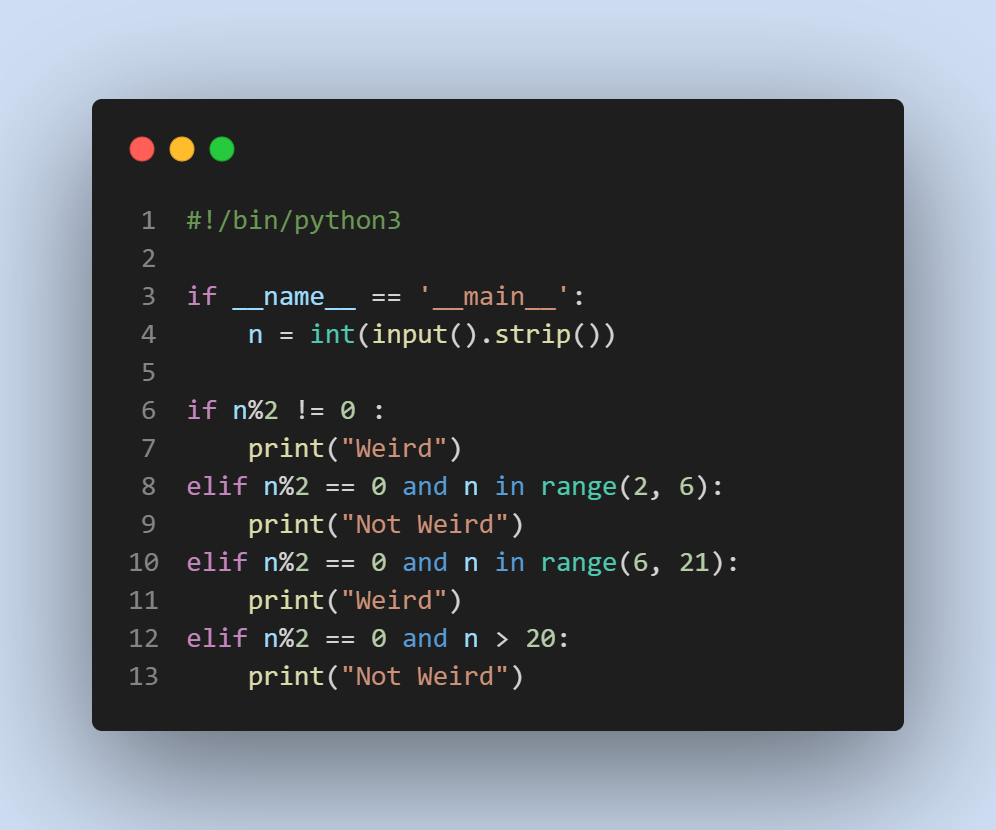 1 #!/bin/python3
2
3 if __name__ == '__main__':
4     n = int(input().strip())
5
6 if n%2 != 0 :
7     print("Weird")
8 elif n%2 == 0 and n in range(2, 6):
9     print("Not Weird")
10 elif n%2 == 0 and n in range(6, 21):
11     print("Weird")
12 elif n%2 == 0 and n > 20:
13     print("Not Weird")